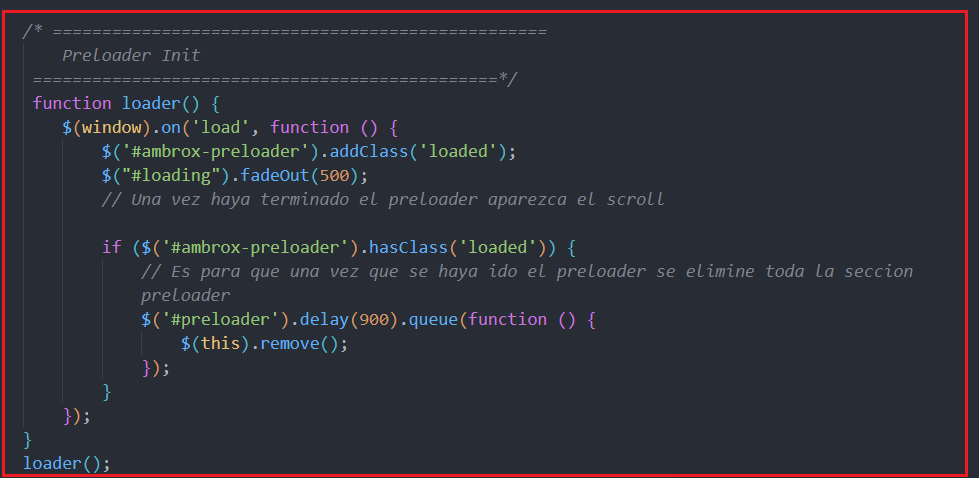 /* ==================================================
    Preloader Init
 ===============================================*/
 function loader() {
    $(window).on('load', function () {
        $('#ambrox-preloader').addClass('loaded');
        $("#loading").fadeOut(500);
        // Una vez haya terminado el preloader aparezca el scroll

        if ($('#ambrox-preloader').hasClass('loaded')) {
            // Es para que una vez que se haya ido el preloader se elimine toda la seccion
            preloader
            $('#preloader').delay(900).queue(function () {
                $(this).remove();
            });
        }
    });
}
loader();